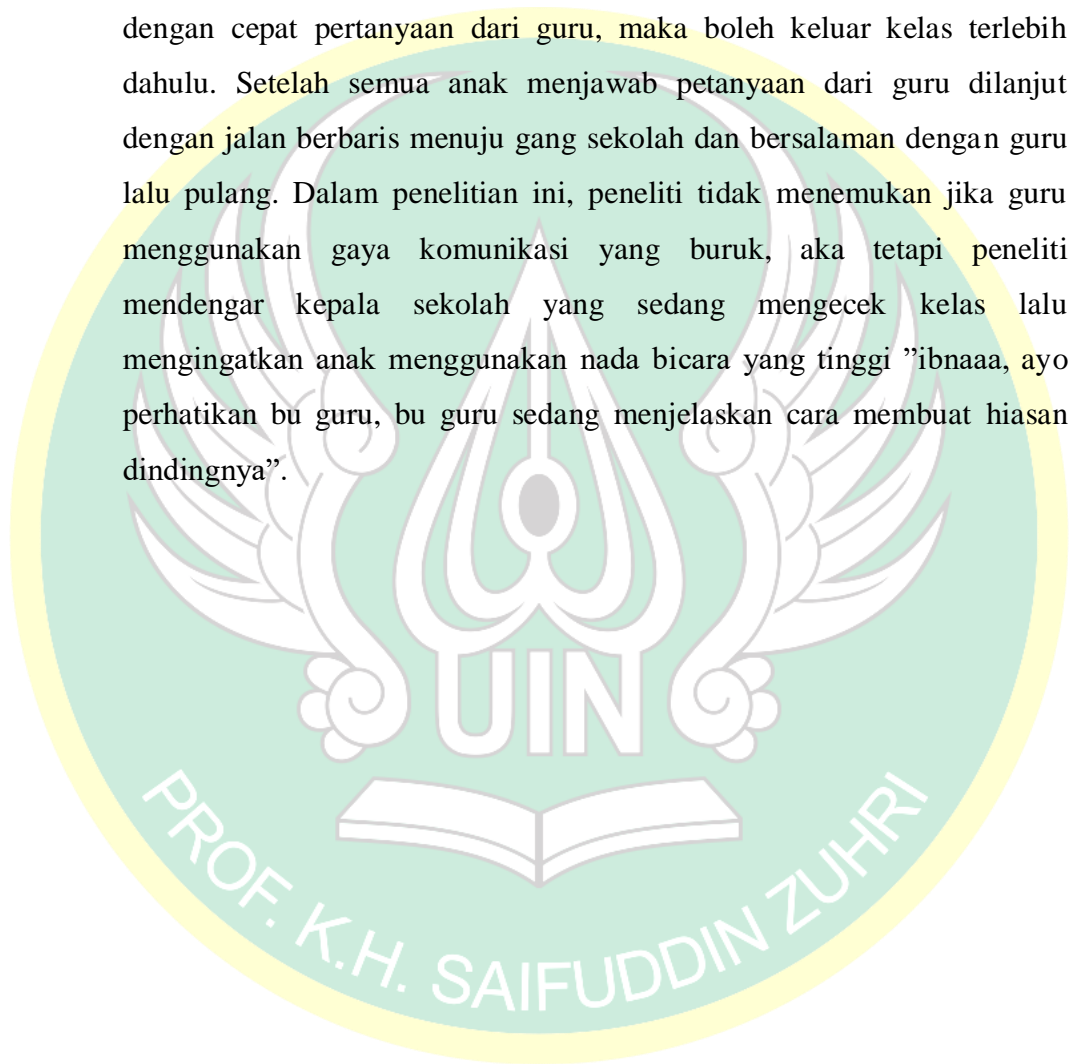 dengan cepat pertanyaan dari guru, maka boleh keluar kelas terlebih
dahulu. Setelah semua anak menjawab petanyaan dari guru dilanjut
dengan jalan berbaris menuju gang sekolah dan bersalaman dengan guru
lalu pulang. Dalam penelitian ini, peneliti tidak menemukan jika guru
menggunakan gaya komunikasi yang buruk, aka tetapi peneliti
mendengar kepala sekolah yang sedang mengecek kelas lalu
mengingatkan anak menggunakan nada bicara yang tinggi ”ibnaaa, ayo
perhatikan bu guru, bu guru sedang menjelaskan cara membuat hiasan
dindingnya”.
UIN
PROF. K.H. SAIFUDDIN ZUHRI